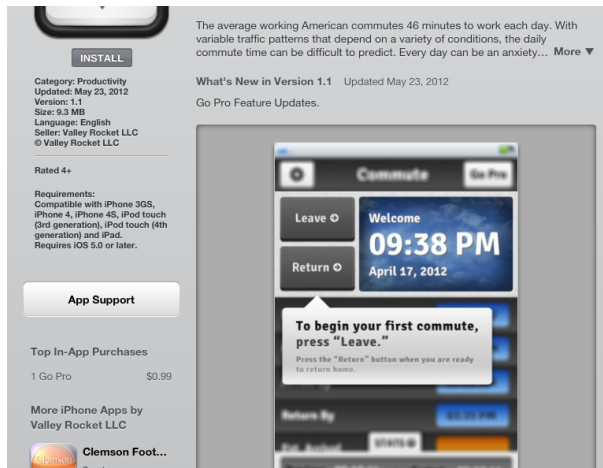 INSTALL
Category: Productivity
Updated: May 23, 2012
Version: 1.1
Size: 9.3 MB
Language: English
Seller: Valley Rocket LLC
© Valley Rocket LLC
Rated 4+
Requirements:
Compatible with iPhone 3GS,
iPhone 4, iPhone 4S, iPod touch
(3rd generation), iPod touch (4th
generation) and iPad.
Requires iOS 5.0 or later.
App Support
Top In-App Purchases
1 Go Pro $0.99
More iPhone Apps by
Valley Rocket LLC
Clemson
Clemson Foot...
The average working American commutes 46 minutes to work each day. With
variable traffic patterns that depend on a variety of conditions, the daily
commute time can be difficult to predict. Every day can be an anxiety... More ▼
What's New in Version 1.1 Updated May 23, 2012
Go Pro Feature Updates.
Commute
Go Pro
Leave
Return
Welcome
09:38 PM
April 17, 2012
To begin your first commute,
press “Leave.”
Press the “Return” button when you are ready
to return home.
Return By
STATS